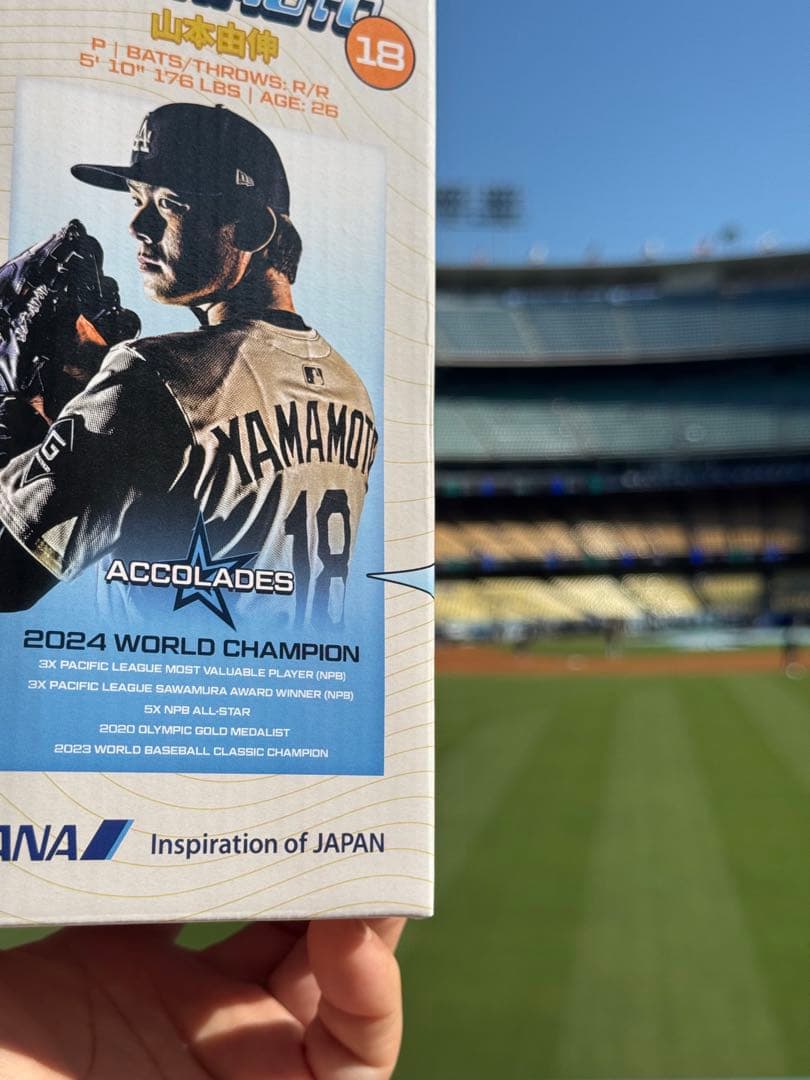 山本由伸
18
P | BATS/THROWS: R/R
5' 10" 176 LBS | AGE: 26
LA
YAMAMOTO
18
ACCOLADES
2024 WORLD CHAMPION
3X PACIFIC LEAGUE MOST VALUABLE PLAYER (NPB)
3X PACIFIC LEAGUE SAWAMURA AWARD WINNER (NPB)
5X NPB ALL-STAR
2020 OLYMPIC GOLD MEDALIST
2023 WORLD BASEBALL CLASSIC CHAMPION
ANA Inspiration of JAPAN